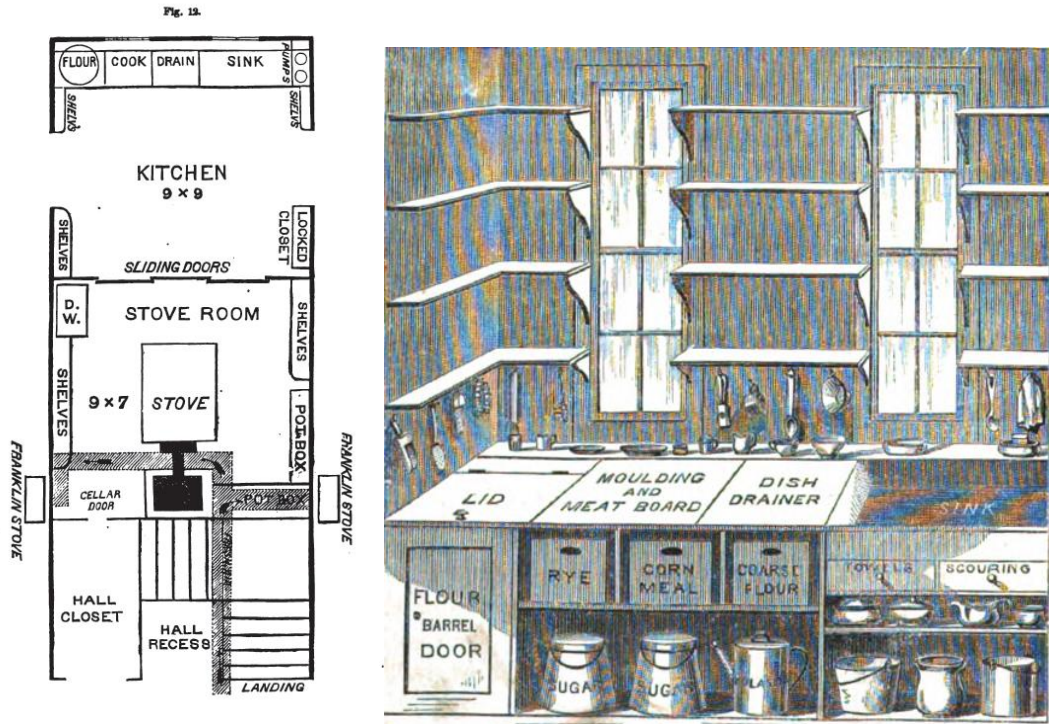 Fig. 12.
FLOUR
COOK
DRAIN
SINK
PUMPS
SHELVS
SHELVS
KITCHEN
9 × 9
SHELVES
LOCKED
CLOSET
SLIDING DOORS
D.
W.
STOVE ROOM
SHELVES
SHELVES
9 × 7
STOVE
POT BOX
FRANKLIN STOVE
FRANKLIN STOVE
CELLAR
DOOR
POT BOX
HALL
CLOSET
HALL
RECESS
LANDING
LID
MOULDING
AND
MEAT BOARD
DISH
DRAINER
SINK
RYE
CORN
MEAL
COARSE
FLOUR
TOWELS
SCOURING
FLOUR
BARREL
DOOR
SUGAR
SUGAR